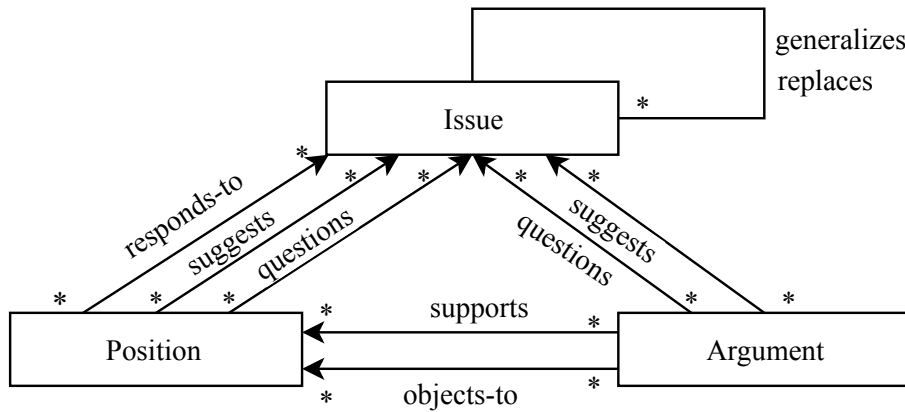 generalizes
replaces
*
Issue
*
*
*
*
*
responds-to
suggests
questions
questions
suggests
*
*
*
*
*
*
supports
*
Position
Argument
*
objects-to
*